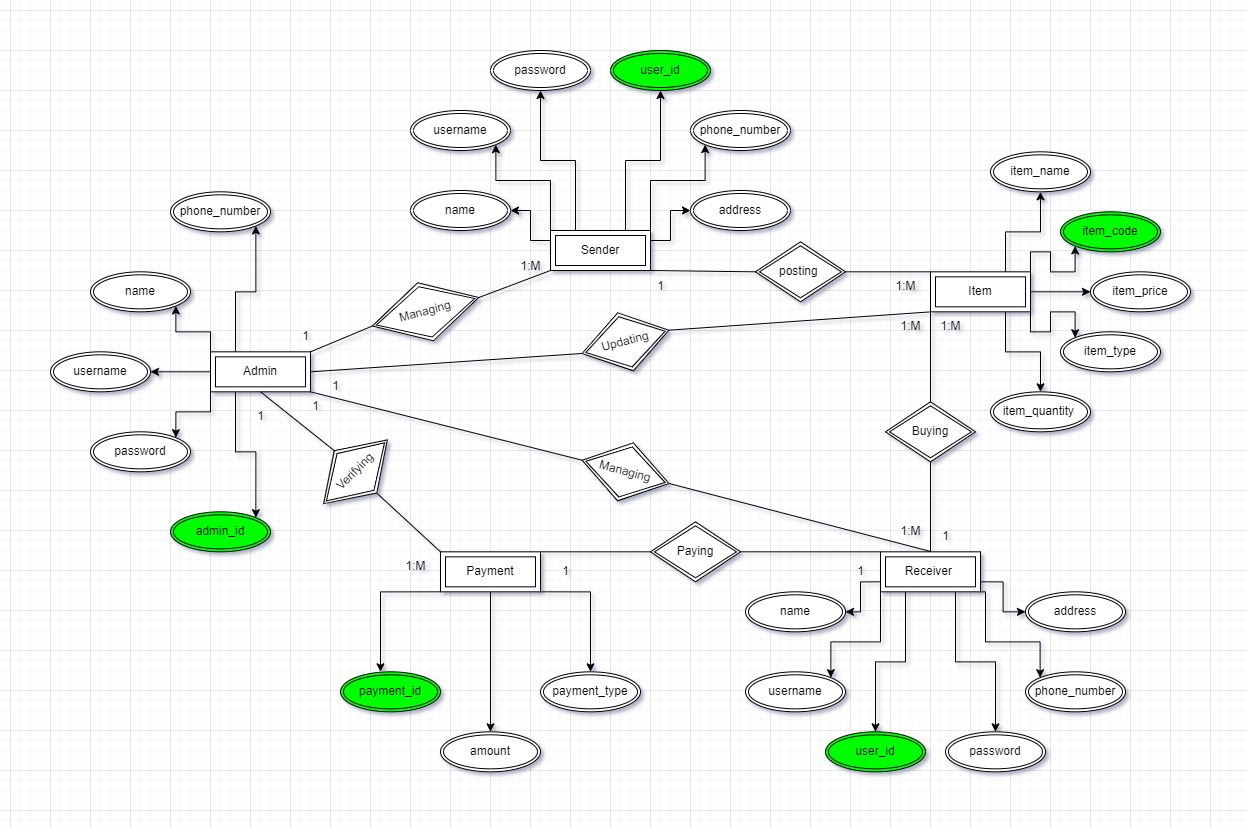 password
user_id
username
phone_number
name
address
Sender
1:M
1
posting
1:M
item_name
item_code
item_price
item_type
item_quantity
Item
1:M
1:M
phone_number
name
username
password
admin_id
Admin
1
1
1
1
Managing
Updating
Buying
Verifying
Managing
1:M
1
Paying
1:M
Payment
1
1
Receiver
payment_id
payment_type
amount
name
address
username
phone_number
user_id
password